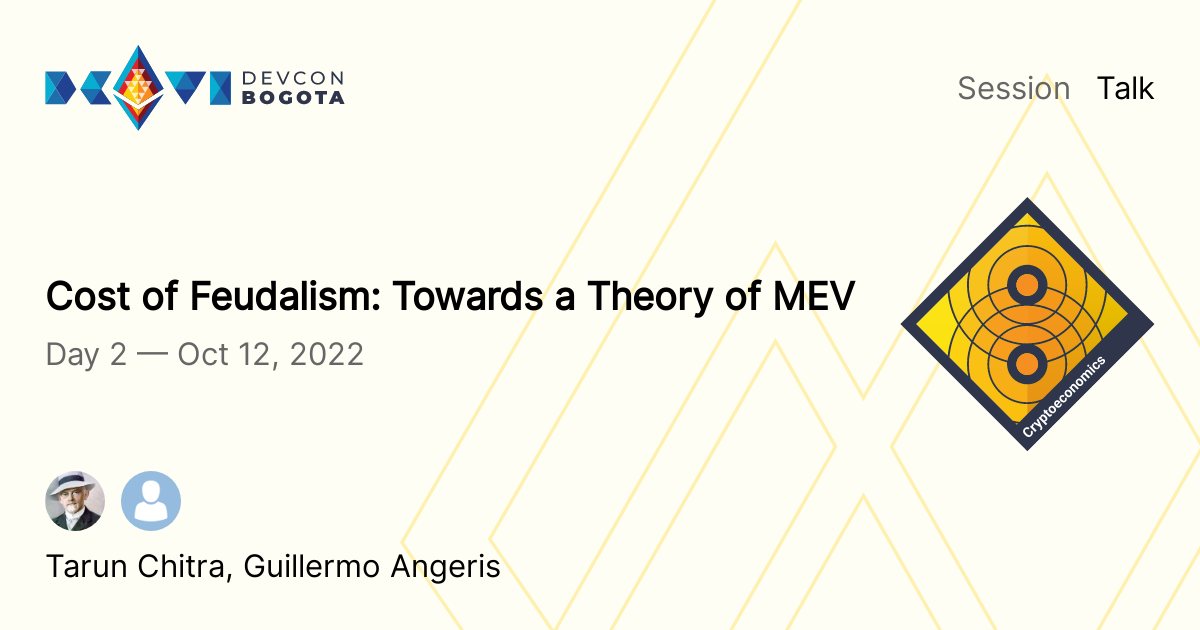 DEVCON
BOGOTA
Session Talk
Cost of Feudalism: Towards a Theory of MEV
Day 2 — Oct 12, 2022
Cryptoeconomics
Tarun Chitra, Guillermo Angeris